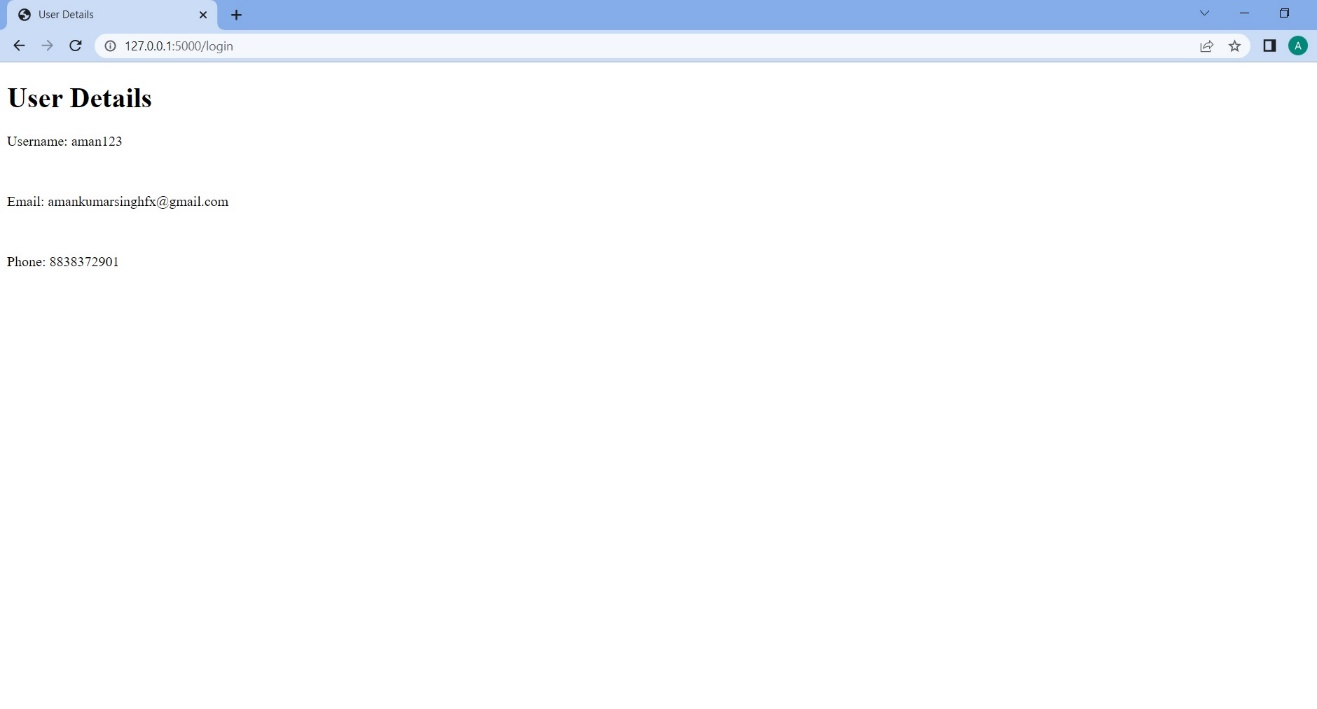 User Details
127.0.0.1:5000/login
A
User Details
Username: aman123
Email: amankumarsinghfx@gmail.com
Phone: 8838372901